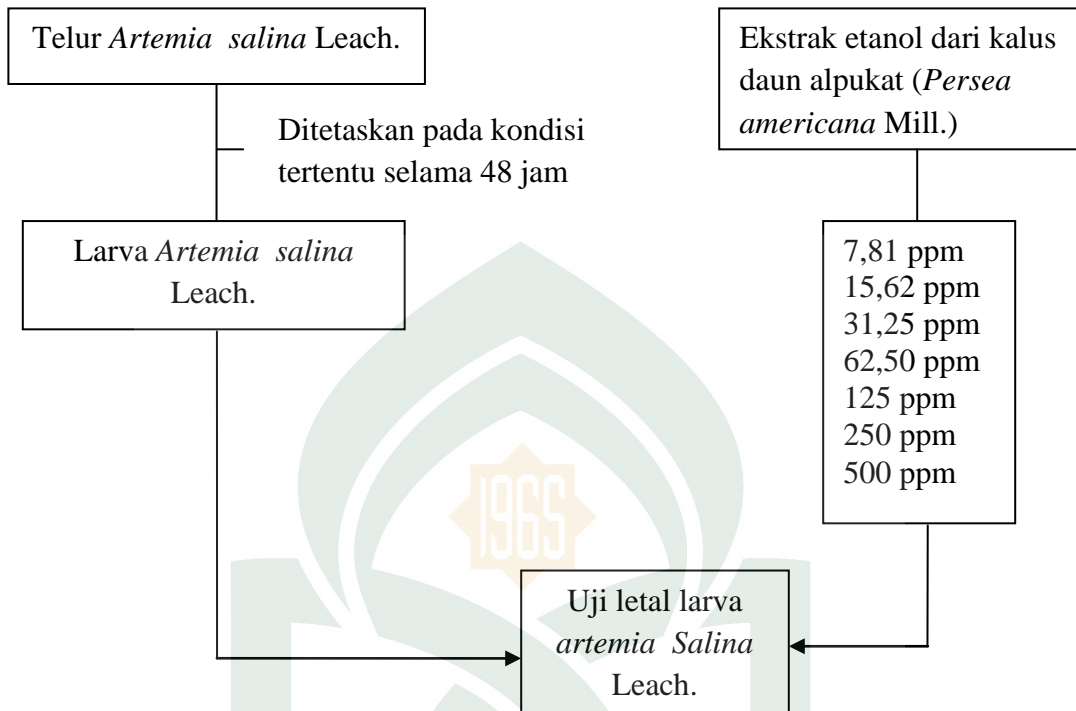 Telur Artemia salina Leach.
Ditetaskan pada kondisi
tertentu selama 48 jam
Larva Artemia salina
Leach.
Ekstrak etanol dari kalus
daun alpukat (Persea
americana Mill.)
7,81 ppm
15,62 ppm
31,25 ppm
62,50 ppm
125 ppm
250 ppm
500 ppm
1965
Uji letal larva
artemia Salina
Leach.